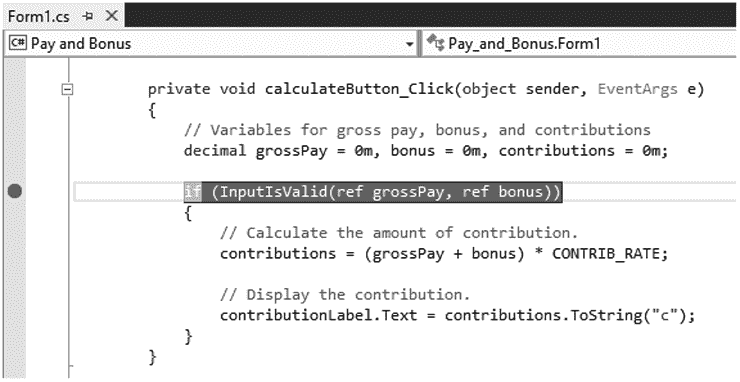 Form1.cs
C# Pay and Bonus
Pay_and_Bonus.Form1
private void calculateButton_Click(object sender, EventArgs e)
{
// Variables for gross pay, bonus, and contributions
decimal grossPay = 0m, bonus = 0m, contributions = 0m;
if (InputIsValid(ref grossPay, ref bonus))
{
// Calculate the amount of contribution.
contributions = (grossPay + bonus) * CONTRIB_RATE;
// Display the contribution.
contributionLabel.Text = contributions.ToString("c");
}
}